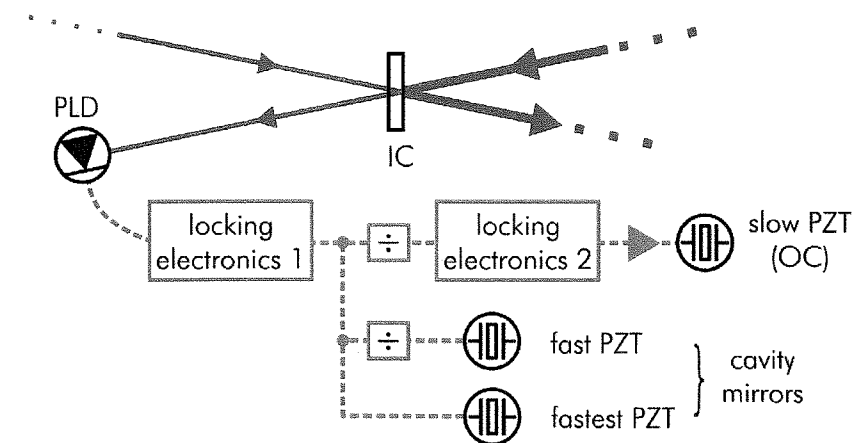 PLD
IC
locking
electronics 1
÷
locking
electronics 2
slow PZT
(OC)
÷
fast PZT
fastest PZT
cavity
mirrors